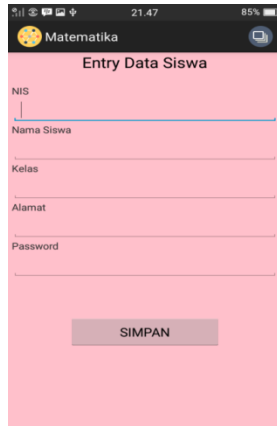 21.47
85%
Matematika
Entry Data Siswa
NIS
Nama Siswa
Kelas
Alamat
Password
SIMPAN